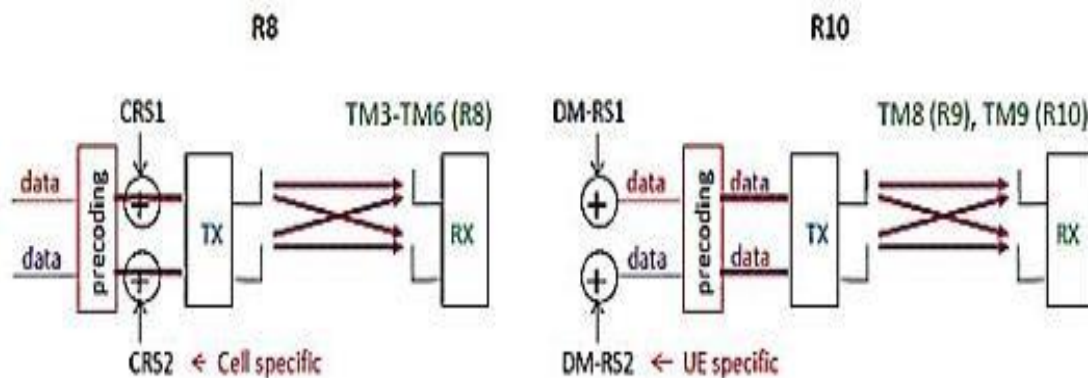 R8
R10
CRS1
TM3-TM6 (R8)
DM-RS1
TM8 (R9), TM9 (R10)
data
precoding
TX
RX
data
CRS2 ← Cell specific
data
precoding
data
TX
RX
data
data
DM-RS2 ← UE specific